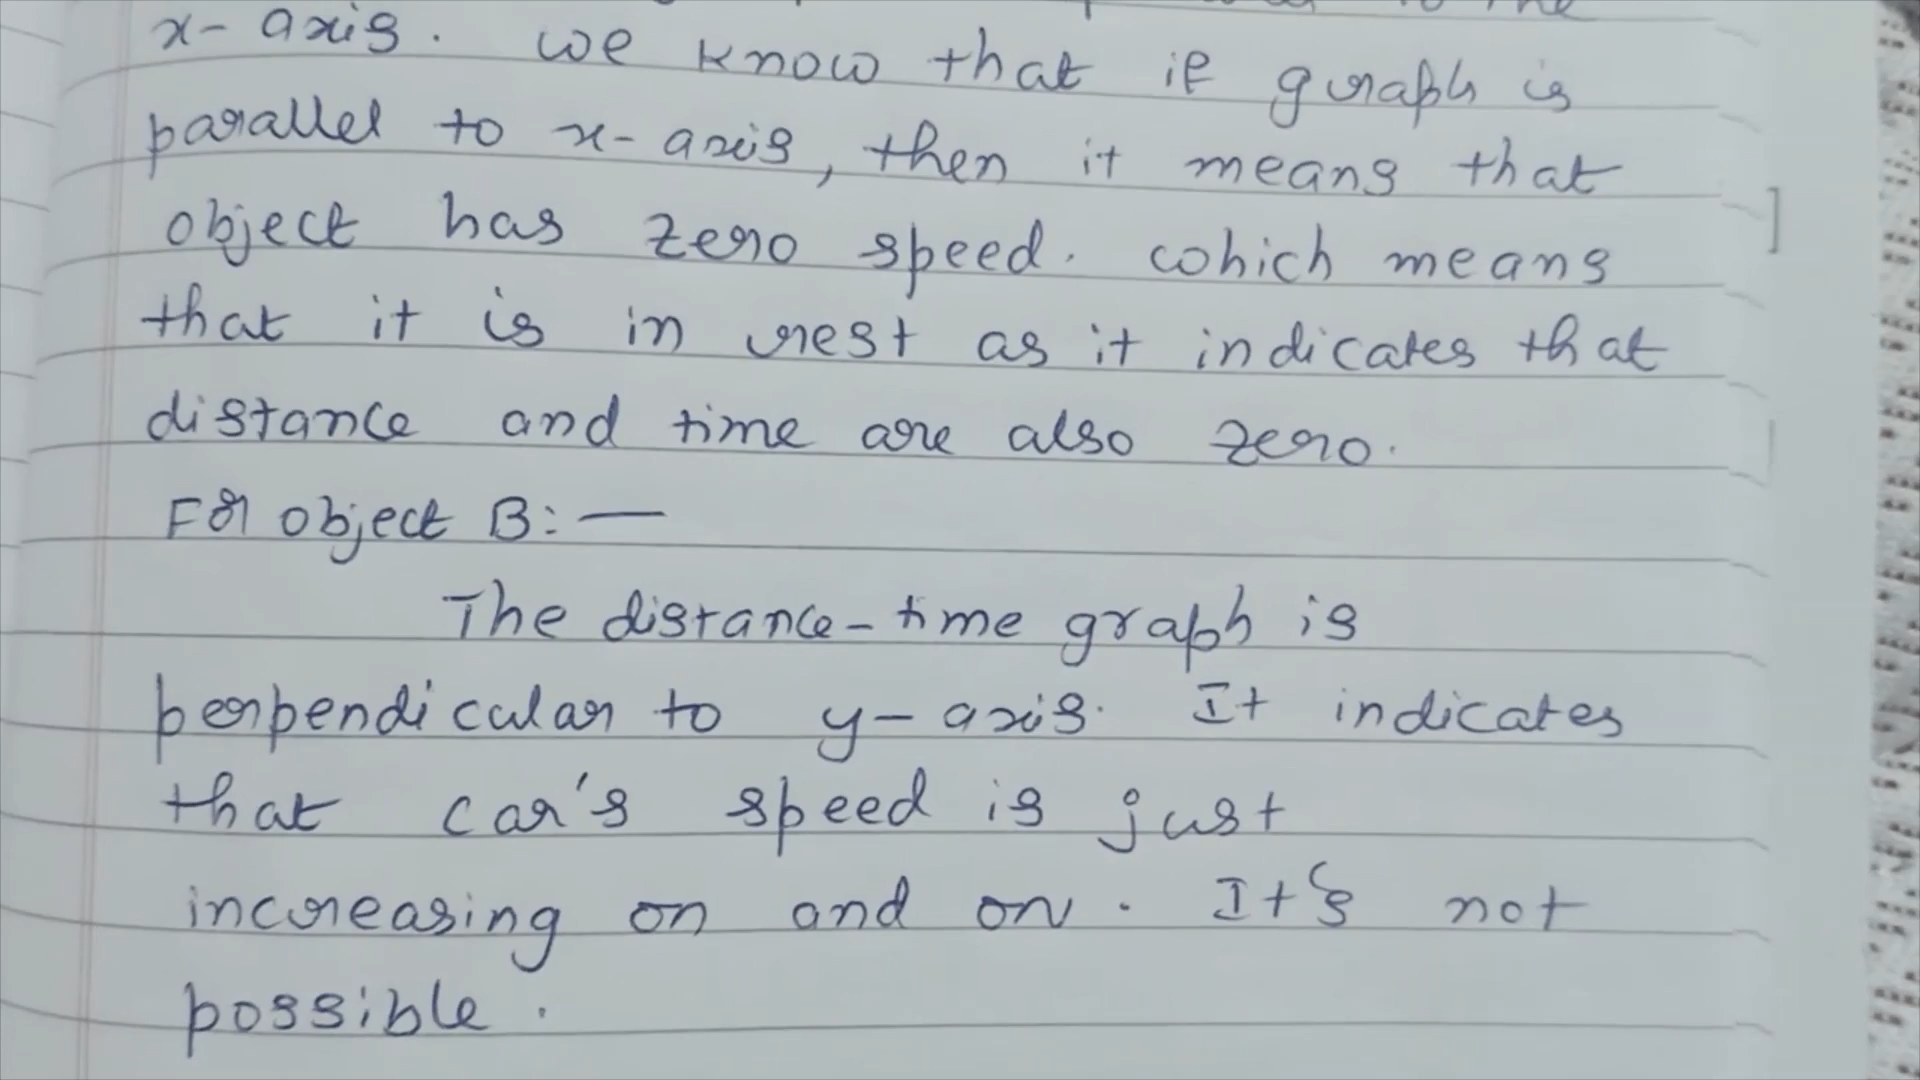 to the
x-axis. we know that if graph is
parallel to x-axis, then it means that
object has zero speed. which means
that it is in rest as it indicates that
distance and time are also zero.
For object B:—
The distance-time graph is
perpendicular to y-axis. It indicates
that car's speed is just
increasing on and on. It's not
possible.